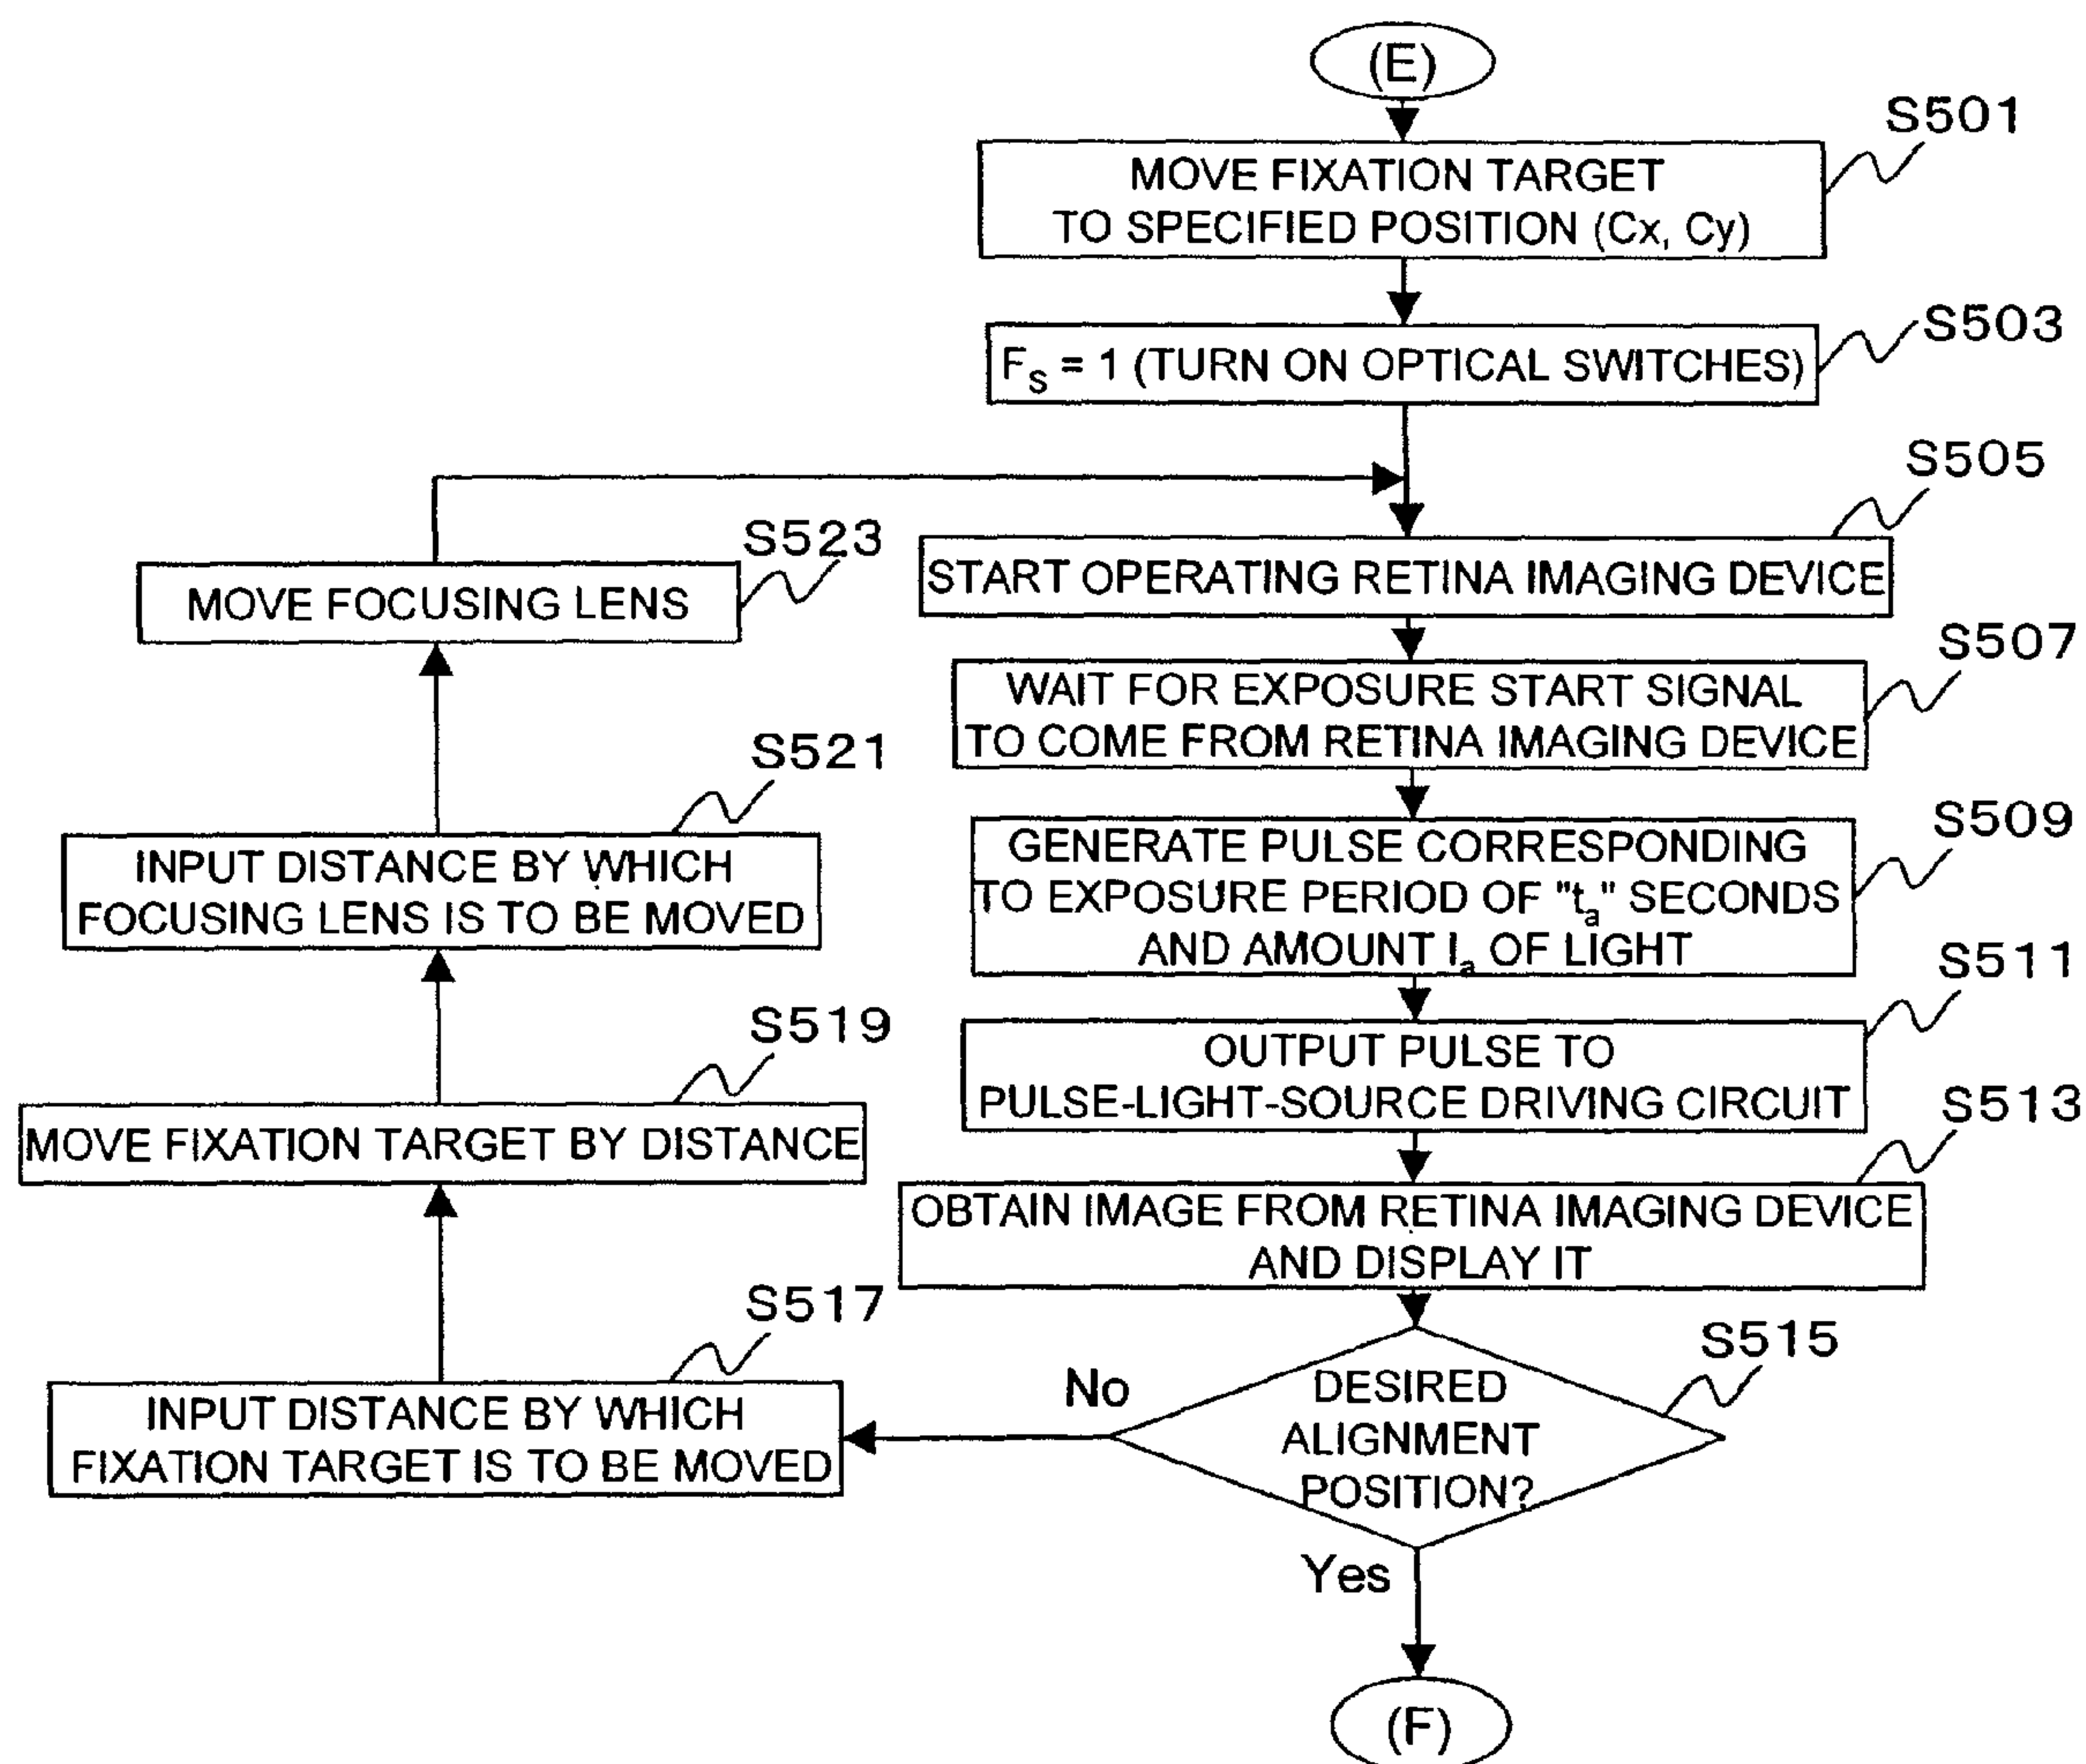 (E)
S501
MOVE FIXATION TARGET
TO SPECIFIED POSITION (Cx, Cy)
S503
Fs = 1 (TURN ON OPTICAL SWITCHES)
S505
START OPERATING RETINA IMAGING DEVICE
S507
WAIT FOR EXPOSURE START SIGNAL
TO COME FROM RETINA IMAGING DEVICE
S509
GENERATE PULSE CORRESPONDING
TO EXPOSURE PERIOD OF "ta" SECONDS
AND AMOUNT Ia OF LIGHT
S511
OUTPUT PULSE TO
PULSE-LIGHT-SOURCE DRIVING CIRCUIT
S513
OBTAIN IMAGE FROM RETINA IMAGING DEVICE
AND DISPLAY IT
S515
DESIRED
ALIGNMENT
POSITION?
No
Yes
S517
INPUT DISTANCE BY WHICH
FIXATION TARGET IS TO BE MOVED
S519
MOVE FIXATION TARGET BY DISTANCE
S521
INPUT DISTANCE BY WHICH
FOCUSING LENS IS TO BE MOVED
S523
MOVE FOCUSING LENS
(F)